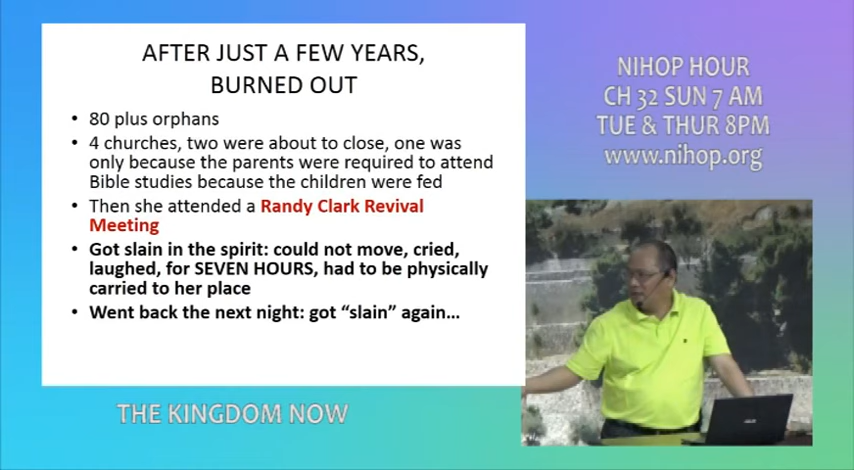 AFTER JUST A FEW YEARS,
BURNED OUT
• 80 plus orphans
• 4 churches, two were about to close, one was
only because the parents were required to attend
Bible studies because the children were fed
• Then she attended a Randy Clark Revival
Meeting
• Got slain in the spirit: could not move, cried,
laughed, for SEVEN HOURS, had to be physically
carried to her place
• Went back the next night: got “slain” again...
NIHOP HOUR
CH 32 SUN 7 AM
TUE & THUR 8PM
www.nihop.org
THE KINGDOM NOW
ASUS